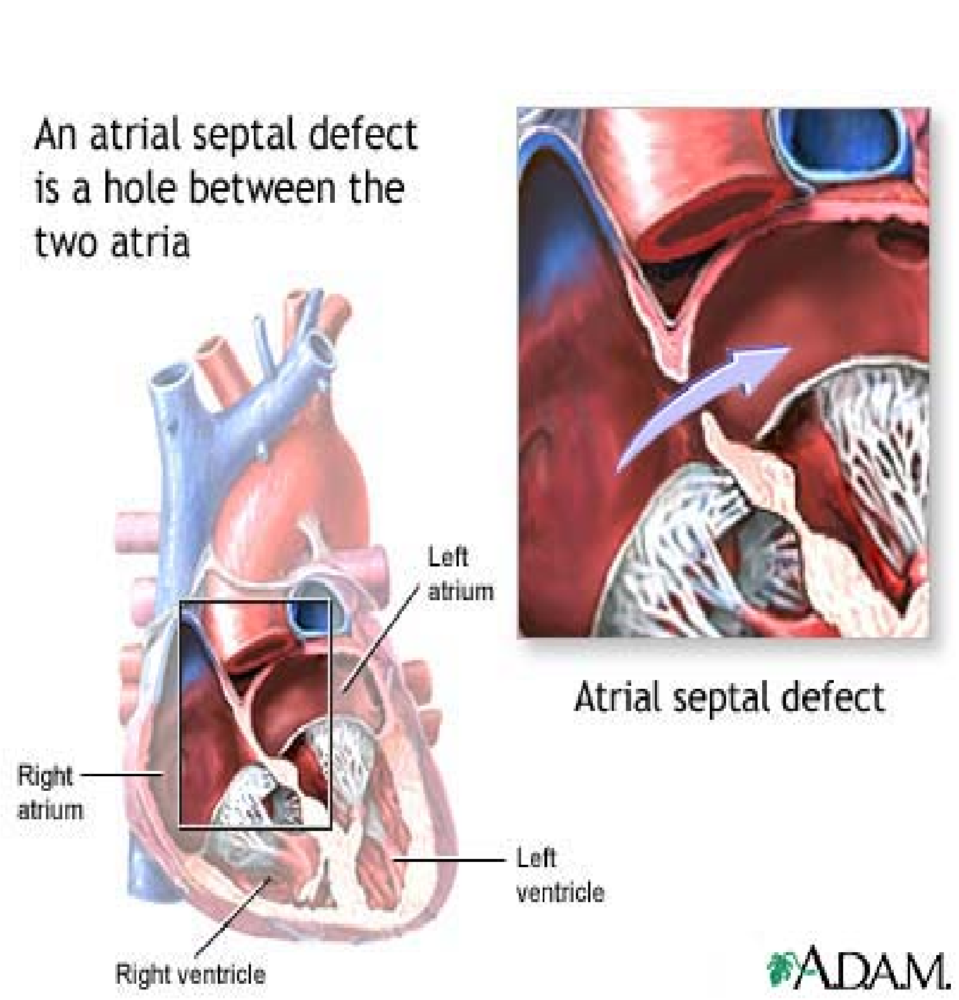 An atrial septal defect
is a hole between the
two atria
Left
atrium
Atrial septal defect
Right
atrium
Left
ventricle
Right ventricle
A.D.A.M.